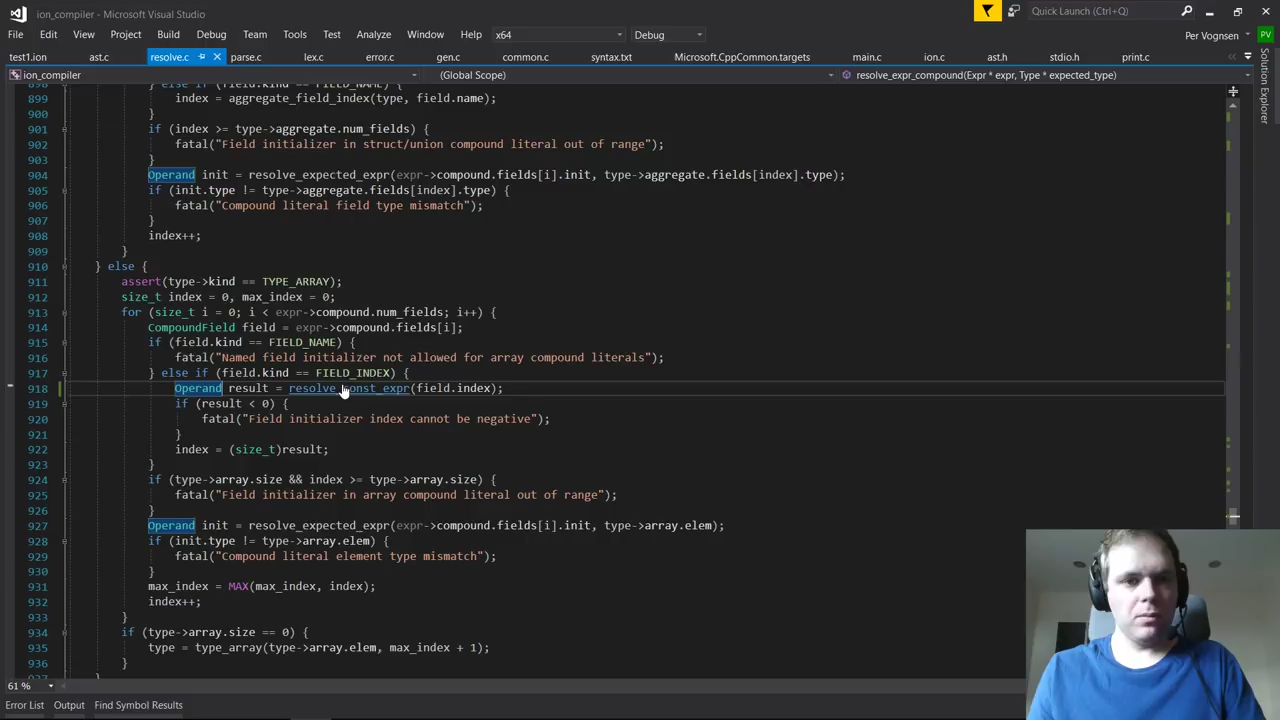 ion_compiler - Microsoft Visual Studio
Quick Launch (Ctrl+Q)
File Edit View Project Build Debug Team Tools Test Analyze Window Help x64 Debug Per Vognsen PV
test1.ion ast.c resolve.c parse.c lex.c error.c gen.c common.c syntax.txt Microsoft.CppCommon.targets main.c ion.c ast.h stdio.h print.c
ion_compiler (Global Scope) resolve_expr_compound(Expr * expr, Type * expected_type)
Solution Explorer
898 } else if (field.kind == FIELD_NAME) {
899 index = aggregate_field_index(type, field.name);
900 }
901 if (index >= type->aggregate.num_fields) {
902 fatal("Field initializer in struct/union compound literal out of range");
903 }
904 Operand init = resolve_expected_expr(expr->compound.fields[i].init, type->aggregate.fields[index].type);
905 if (init.type != type->aggregate.fields[index].type) {
906 fatal("Compound literal field type mismatch");
907 }
908 index++;
909 }
910 } else {
911 assert(type->kind == TYPE_ARRAY);
912 size_t index = 0, max_index = 0;
913 for (size_t i = 0; i < expr->compound.num_fields; i++) {
914 CompoundField field = expr->compound.fields[i];
915 if (field.kind == FIELD_NAME) {
916 fatal("Named field initializer not allowed for array compound literals");
917 } else if (field.kind == FIELD_INDEX) {
918 Operand result = resolve_const_expr(field.index);
919 if (result < 0) {
920 fatal("Field initializer index cannot be negative");
921 }
922 index = (size_t)result;
923 }
924 if (type->array.size && index >= type->array.size) {
925 fatal("Field initializer in array compound literal out of range");
926 }
927 Operand init = resolve_expected_expr(expr->compound.fields[i].init, type->array.elem);
928 if (init.type != type->array.elem) {
929 fatal("Compound literal element type mismatch");
930 }
931 max_index = MAX(max_index, index);
932 index++;
933 }
934 if (type->array.size == 0) {
935 type = type_array(type->array.elem, max_index + 1);
936 }
61 %
Error List Output Find Symbol Results